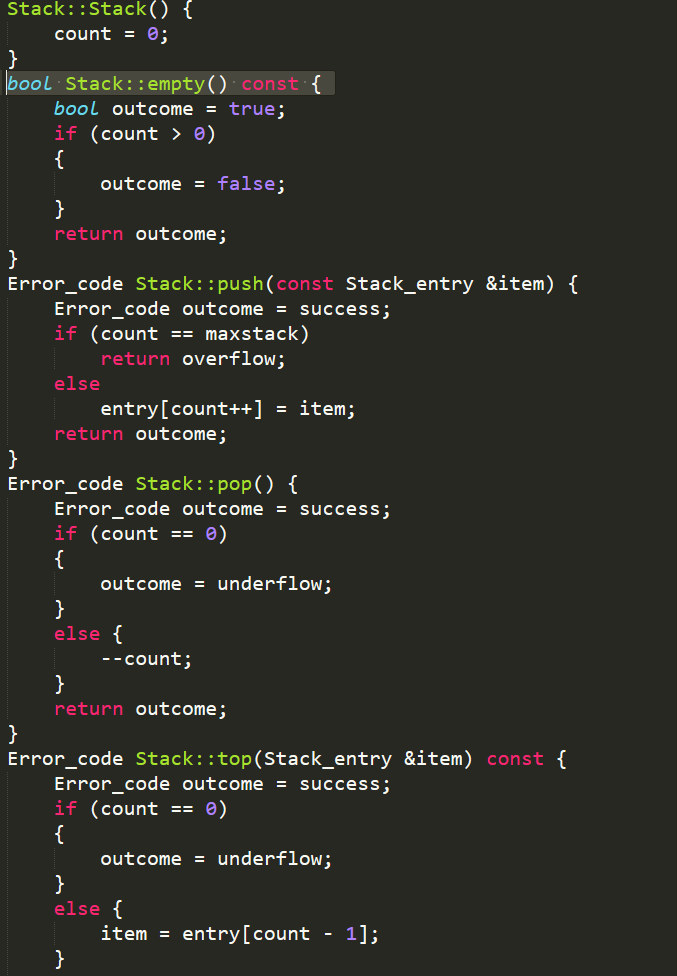 Stack::Stack() {
    count = 0;
}
bool Stack::empty() const {
    bool outcome = true;
    if (count > 0)
    {
        outcome = false;
    }
    return outcome;
}
Error_code Stack::push(const Stack_entry &item) {
    Error_code outcome = success;
    if (count == maxstack)
        return overflow;
    else
        entry[count++] = item;
    return outcome;
}
Error_code Stack::pop() {
    Error_code outcome = success;
    if (count == 0)
    {
        outcome = underflow;
    }
    else {
        --count;
    }
    return outcome;
}
Error_code Stack::top(Stack_entry &item) const {
    Error_code outcome = success;
    if (count == 0)
    {
        outcome = underflow;
    }
    else {
        item = entry[count - 1];
    }